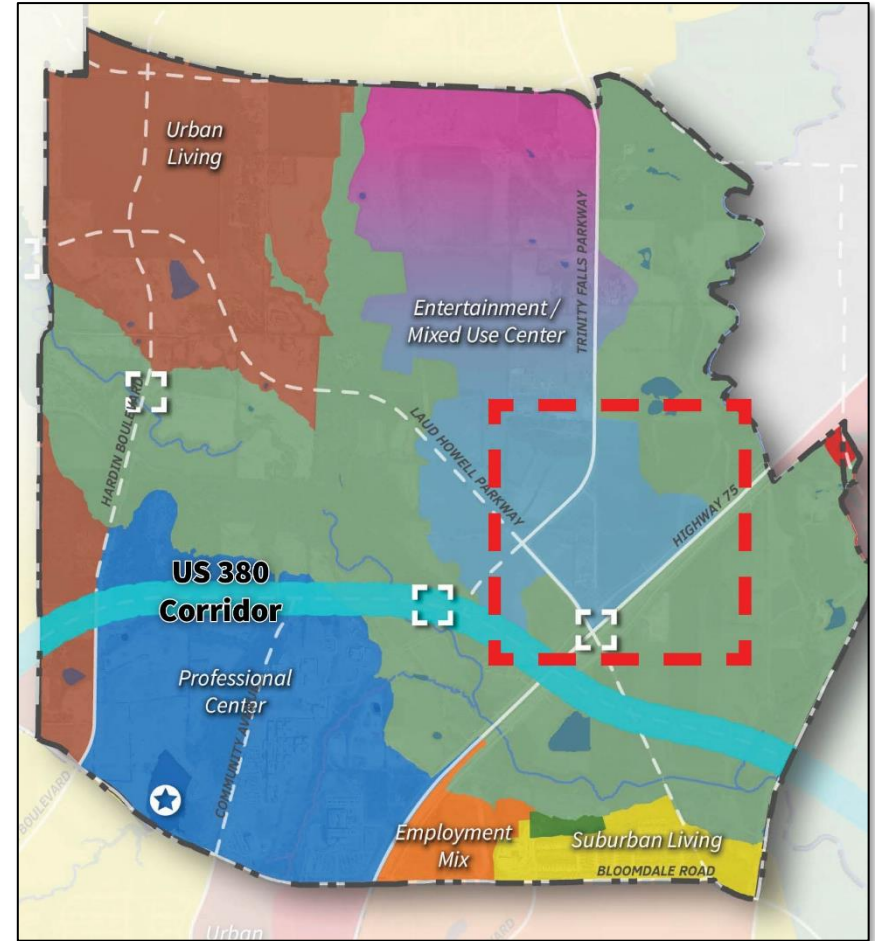 Urban
Living
Entertainment /
Mixed Use Center
TRINITY FALLS PARKWAY
HARDIN BOULEVARD
LAUD HOWELL PARKWAY
HIGHWAY 75
US 380
Corridor
Professional
Center
COMMUNITY AVENUE
BOULEVARD
Employment
Mix
Suburban Living
BLOOMDALE ROAD
Urban
ROAD